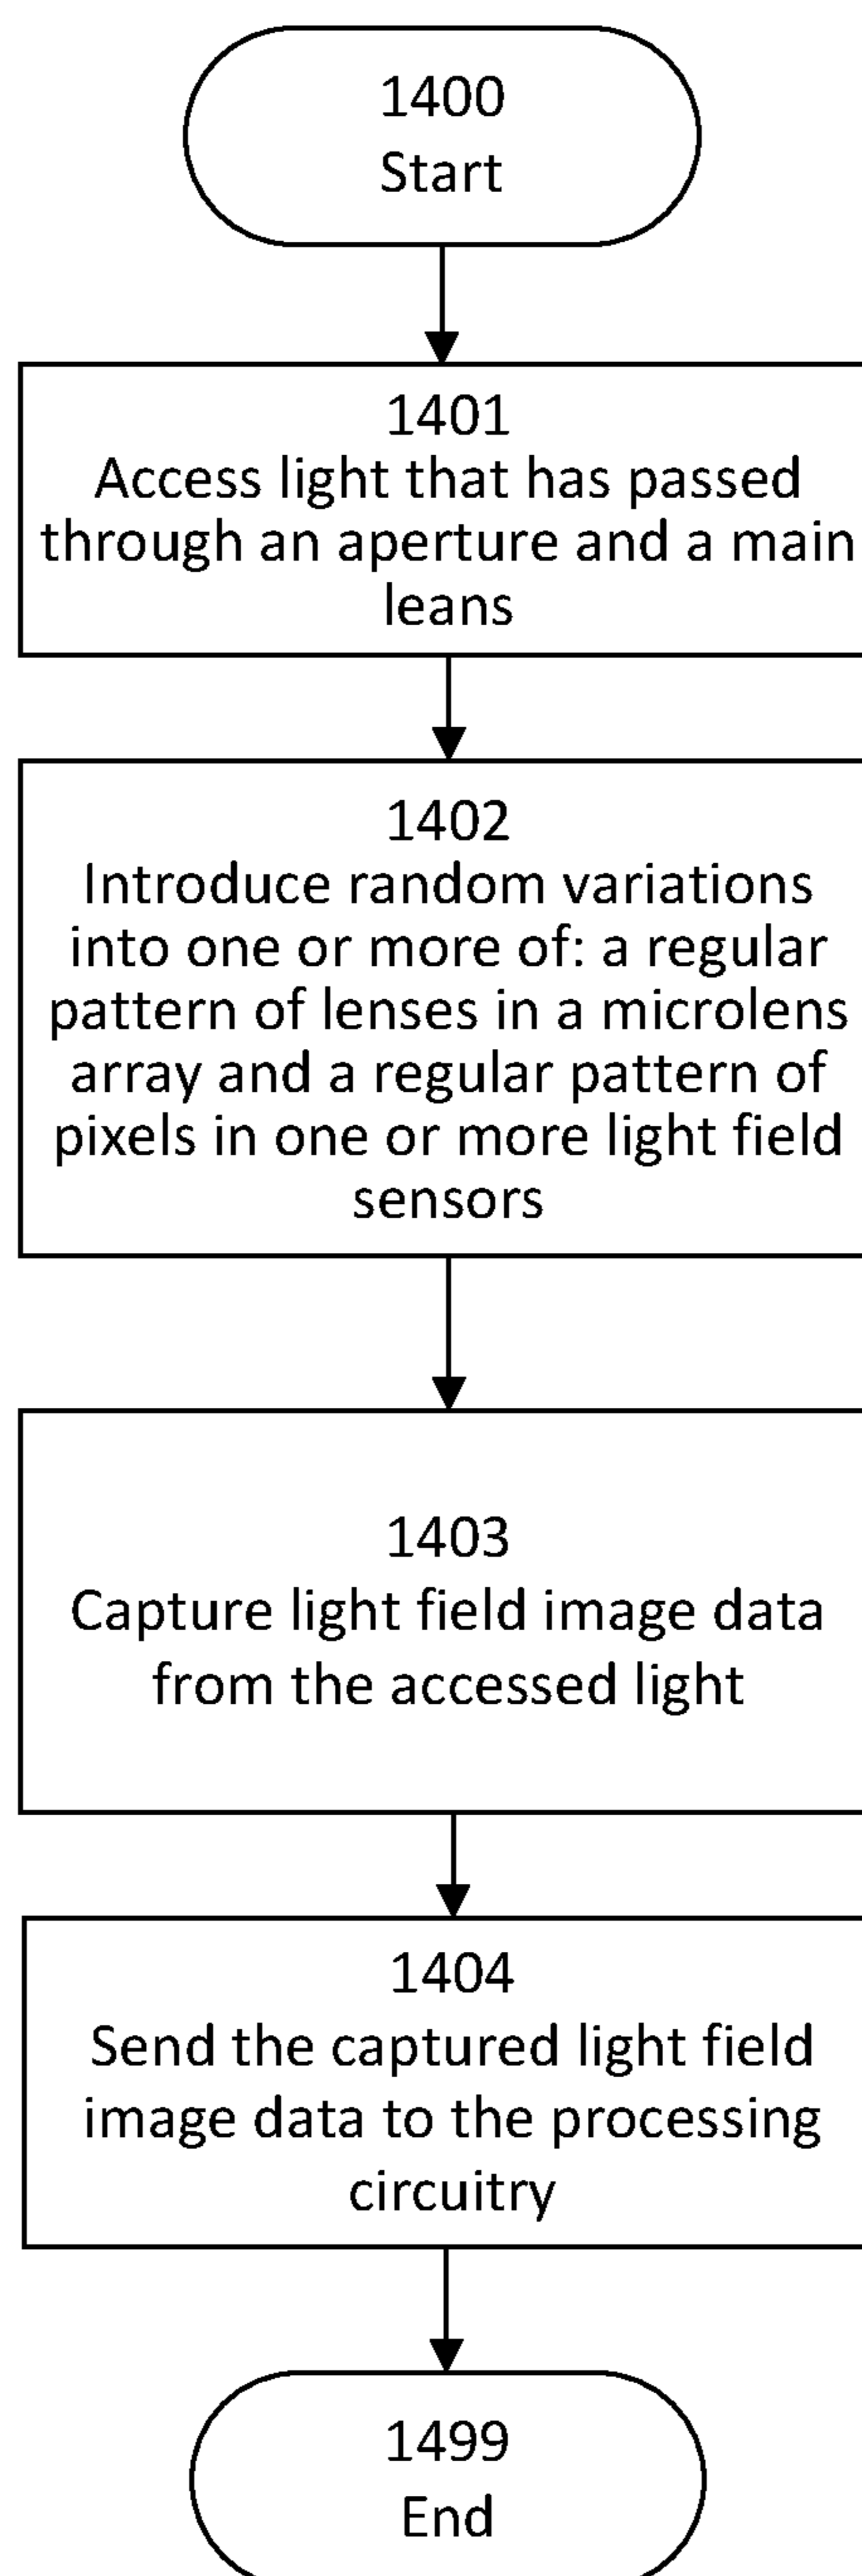 1400
Start
1401
Access light that has passed
through an aperture and a main
leans
1402
Introduce random variations
into one or more of: a regular
pattern of lenses in a microlens
array and a regular pattern of
pixels in one or more light field
sensors
1403
Capture light field image data
from the accessed light
1404
Send the captured light field
image data to the processing
circuitry
1499
End